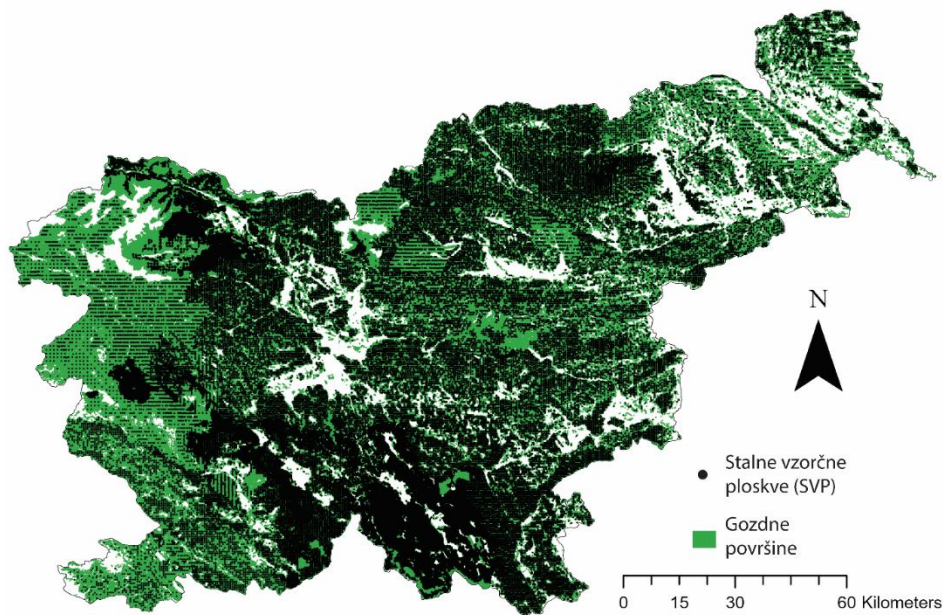 N
Stalne vzorčne
ploskve (SVP)
Gozdne
površine
0 15 30 60 Kilometers